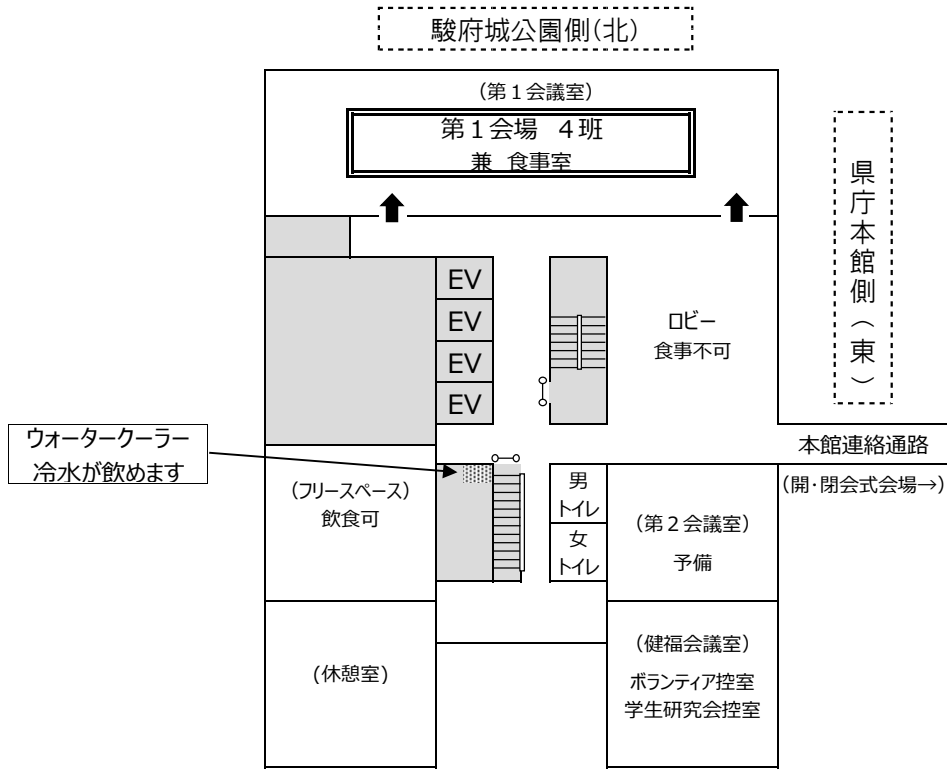 駿府城公園側(北)
(第１会議室)
第１会場 ４班
兼 食事室
県庁本館側(東)
EV
EV
EV
EV
ロビー
食事不可
ウォータークーラー
冷水が飲めます
本館連絡通路
(開・閉会式会場→)
(フリースペース)
飲食可
男
トイレ
女
トイレ
(第２会議室)
予備
(休憩室)
(健福会議室)
ボランティア控室
学生研究会控室